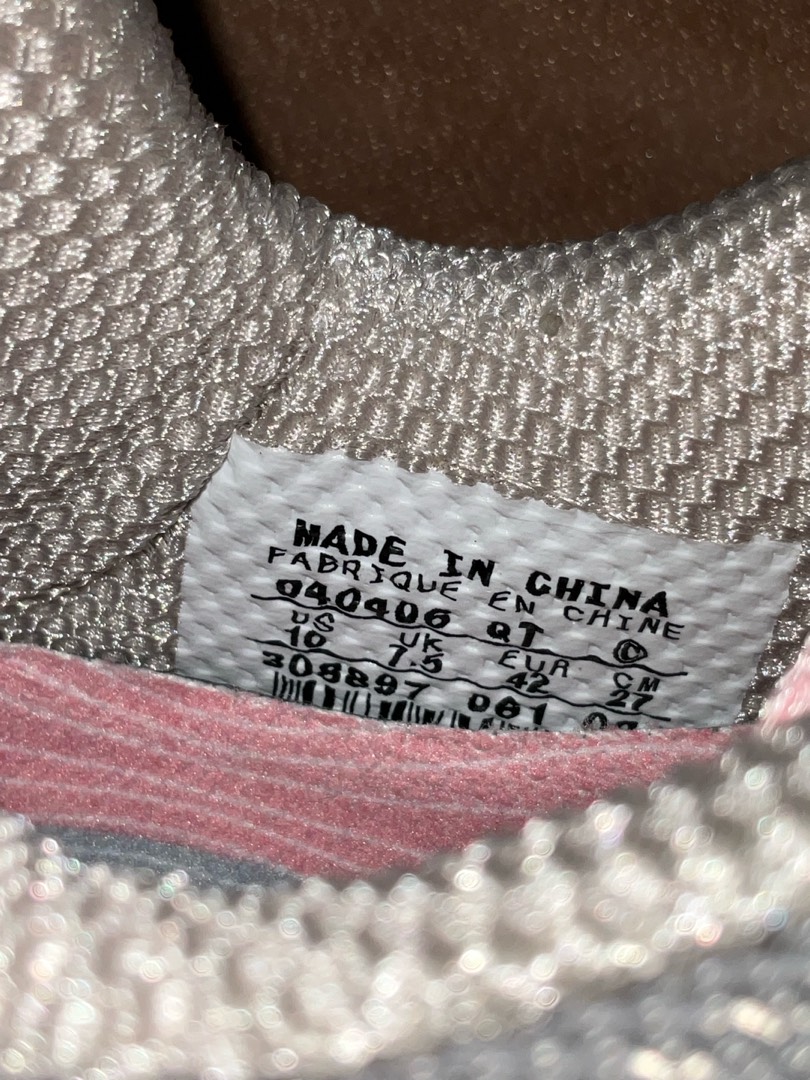 MADE IN CHINA
FABRIQUE EN CHINE
040406 QT ©
US UK EUR CM
10 7.5 42 27
308897 061